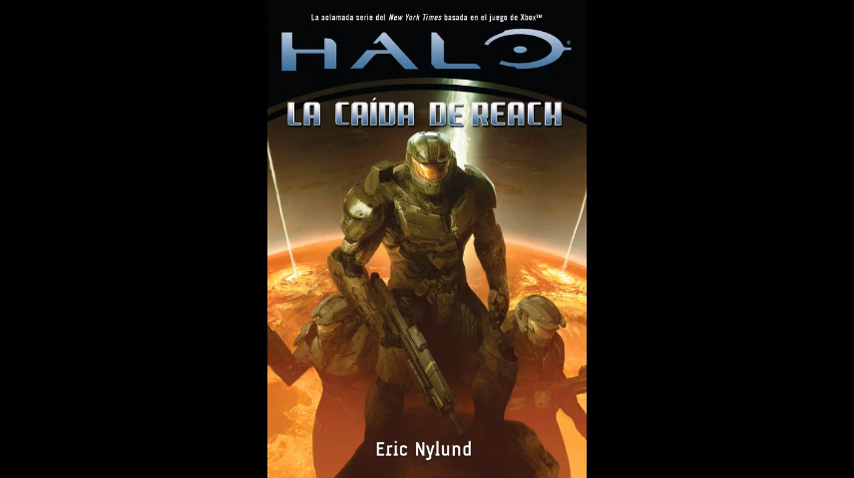 La aclamada serie del New York Times basada en el juego de Xbox™
HALO®
LA CAÍDA DE REACH
Eric Nylund